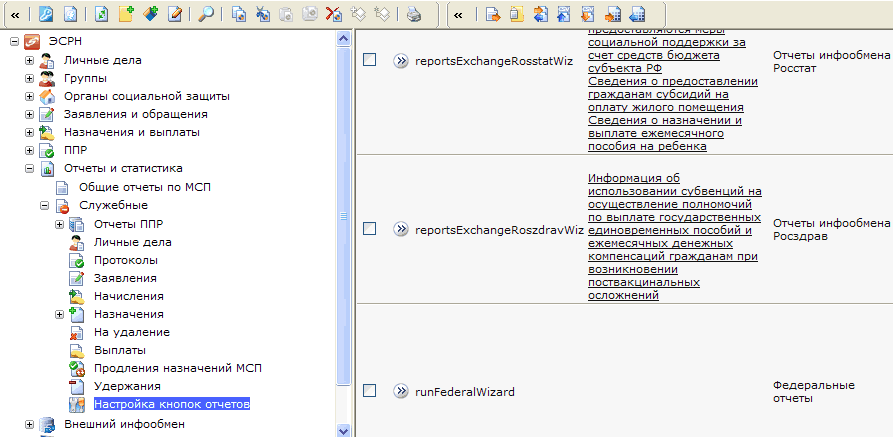 ЭСРН
Личные дела
Группы
Органы социальной защиты
Заявления и обращения
Назначения и выплаты
ППР
Отчеты и статистика
Общие отчеты по МСП
Служебные
Отчеты ППР
Личные дела
Протоколы
Заявления
Начисления
Назначения
На удаление
Выплаты
Продления назначений МСП
Удержания
Настройка кнопок отчетов
Внешний инфообмен
reportsExchangeRosstatWiz
предоставляются меры
социальной поддержки за
счет средств бюджета
субъекта РФ
Сведения о предоставлении
гражданам субсидий на
оплату жилого помещения
Сведения о назначении и
выплате ежемесячного
пособия на ребенка
Отчеты инфообмена
Росстат
reportsExchangeRoszdravWiz
Информация об
использовании субвенций на
осуществление полномочий
по выплате государственных
единовременных пособий и
ежемесячных денежных
компенсаций гражданам при
возникновении
поствакцинальных
осложнений
Отчеты инфообмена
Росздрав
runFederalWizard
Федеральные
отчеты